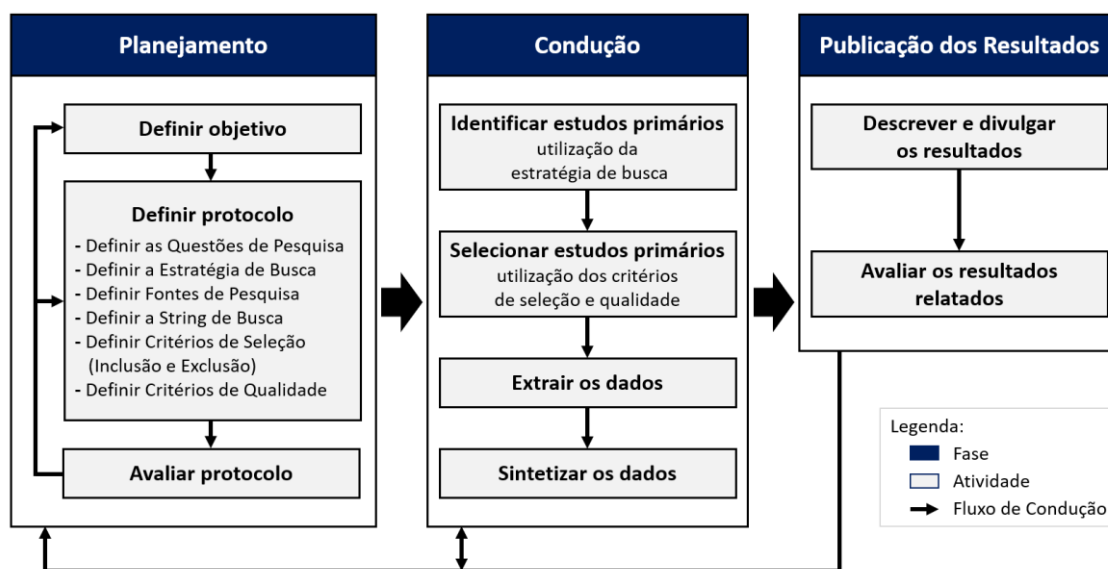 Planejamento
Definir objetivo
Definir protocolo
- Definir as Questões de Pesquisa
- Definir a Estratégia de Busca
- Definir Fontes de Pesquisa
- Definir a String de Busca
- Definir Critérios de Seleção
(Inclusão e Exclusão)
- Definir Critérios de Qualidade
Avaliar protocolo
Condução
Identificar estudos primários
utilização da
estratégia de busca
Selecionar estudos primários
utilização dos critérios
de seleção e qualidade
Extrair os dados
Sintetizar os dados
Publicação dos Resultados
Descrever e divulgar
os resultados
Avaliar os resultados
relatados
Legenda:
Fase
Atividade
Fluxo de Condução